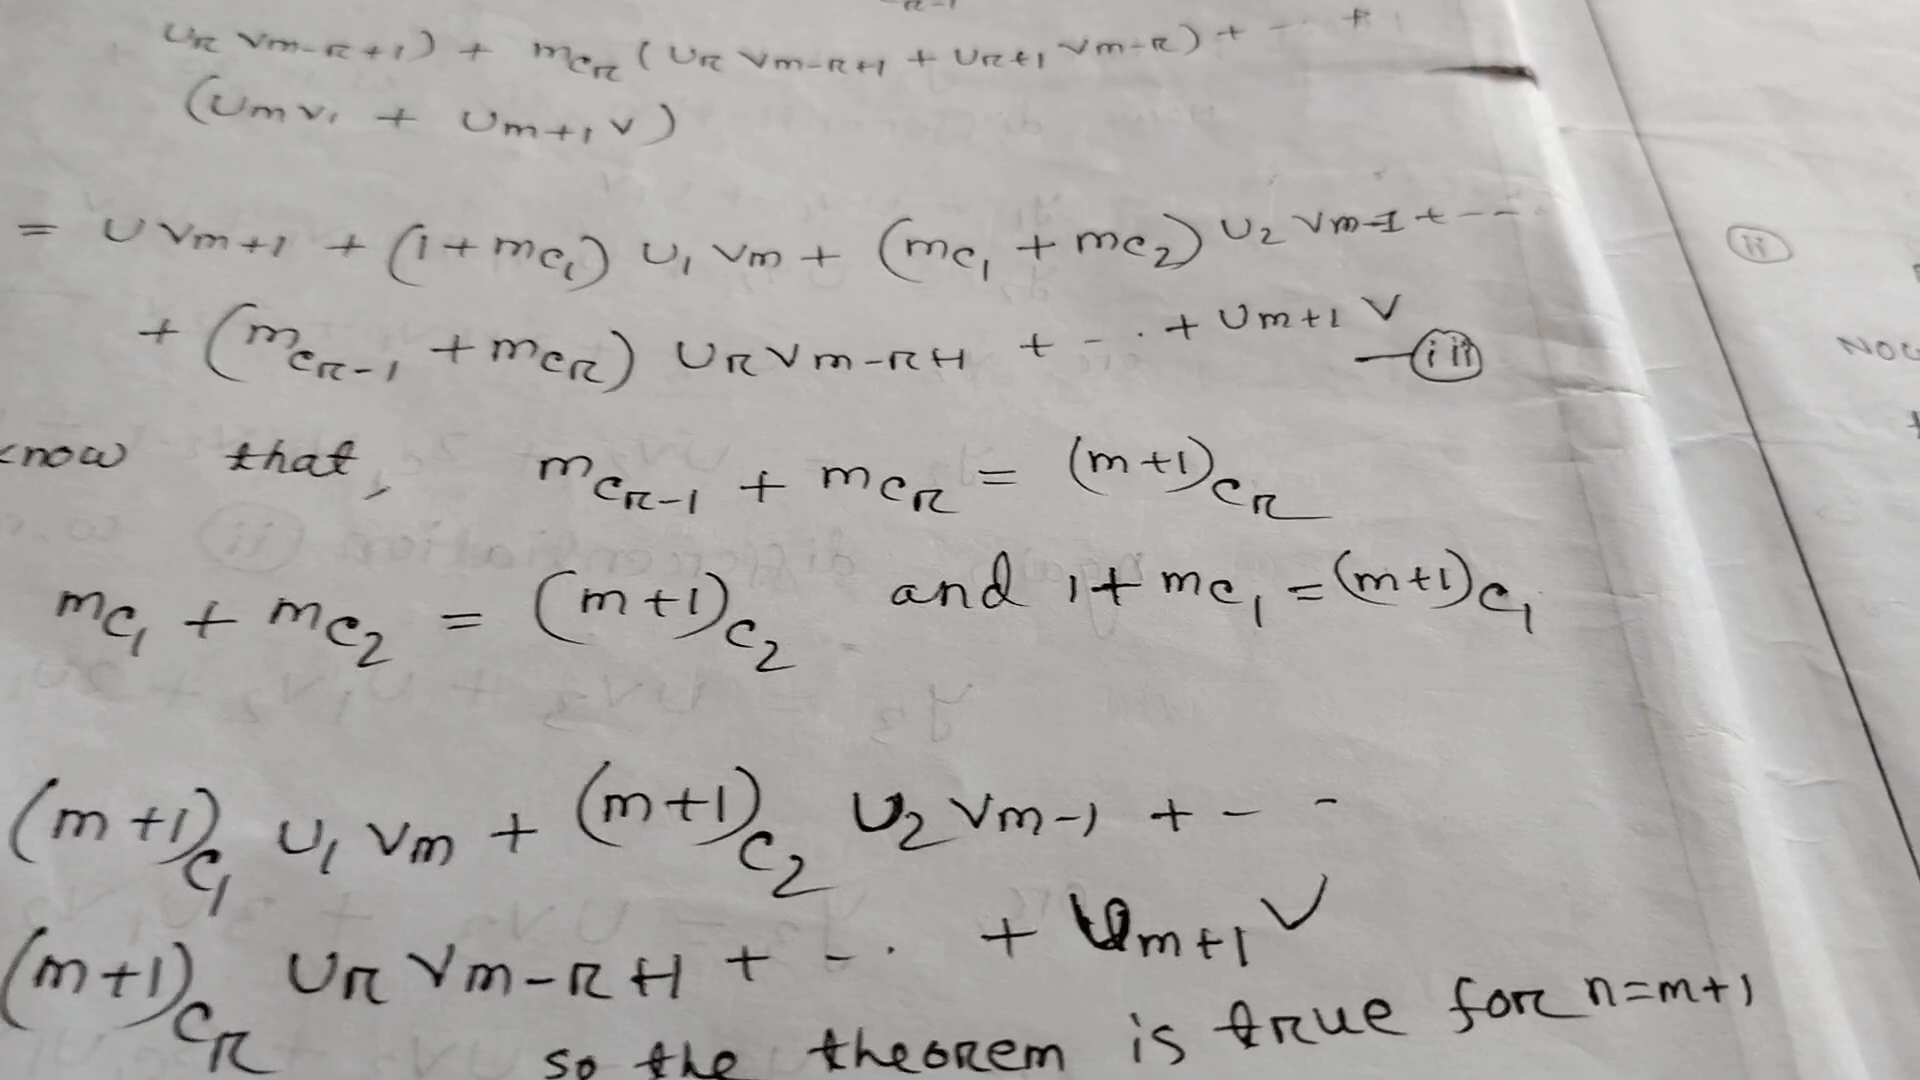 UR Vm-R+1) + mcR (UR Vm-R+1 + UR+1 Vm-R) + - - +
(Umv1 + Um+1 V)
= U Vm+1 + (1+mc1) U1 Vm + (mc1 + mc2) U2 Vm-1 + - -
+ (mcR-1 + mcR) UR Vm-R+1 + - . . + Um+1 V
—(iii)
know that, mcR-1 + mcR = (m+1)cR
mc1 + mc2 = (m+1)c2 and 1+ mc1 = (m+1)c1
(m+1)c1 U1 Vm + (m+1)c2 U2 Vm-1 + - -
(m+1)cR UR Vm-R+1 + - . . + Um+1 V
so the theorem is true for n=m+1
(ii)